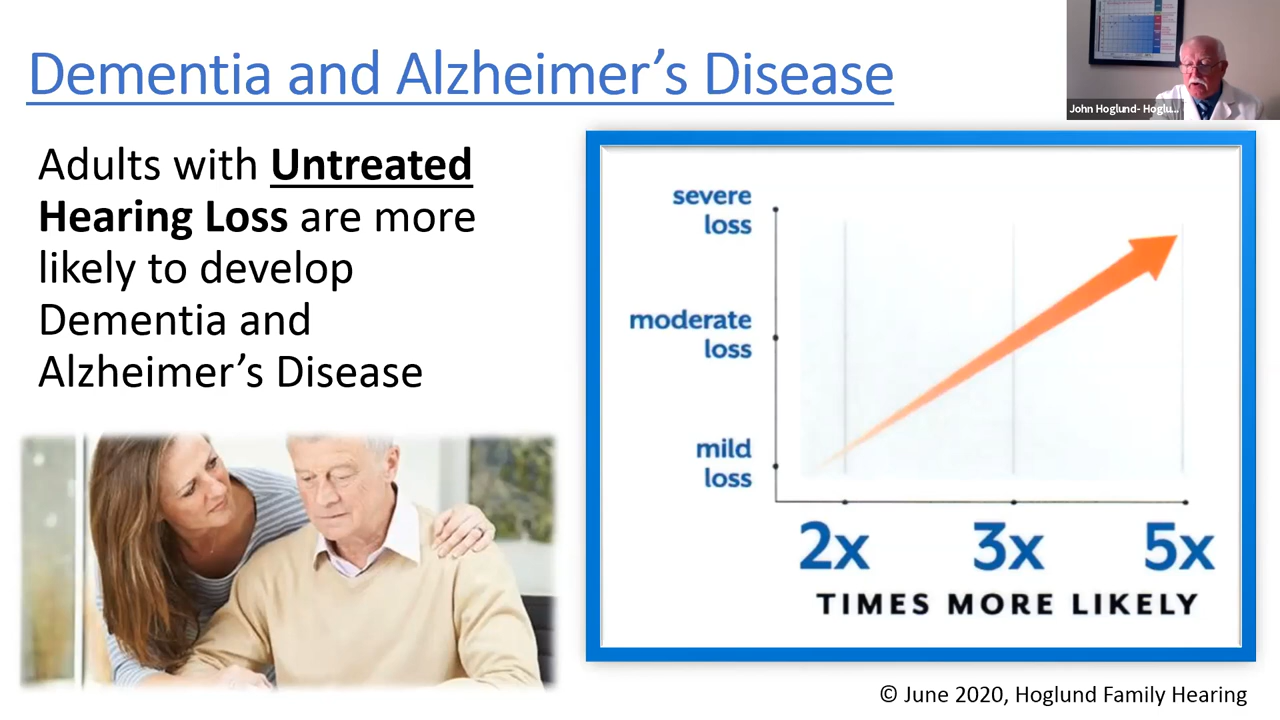 Dementia and Alzheimer’s Disease
John Hoglund- Hoglu...
Adults with Untreated
Hearing Loss are more
likely to develop
Dementia and
Alzheimer’s Disease
severe
loss
moderate
loss
mild
loss
2x 3x 5x
TIMES MORE LIKELY
© June 2020, Hoglund Family Hearing